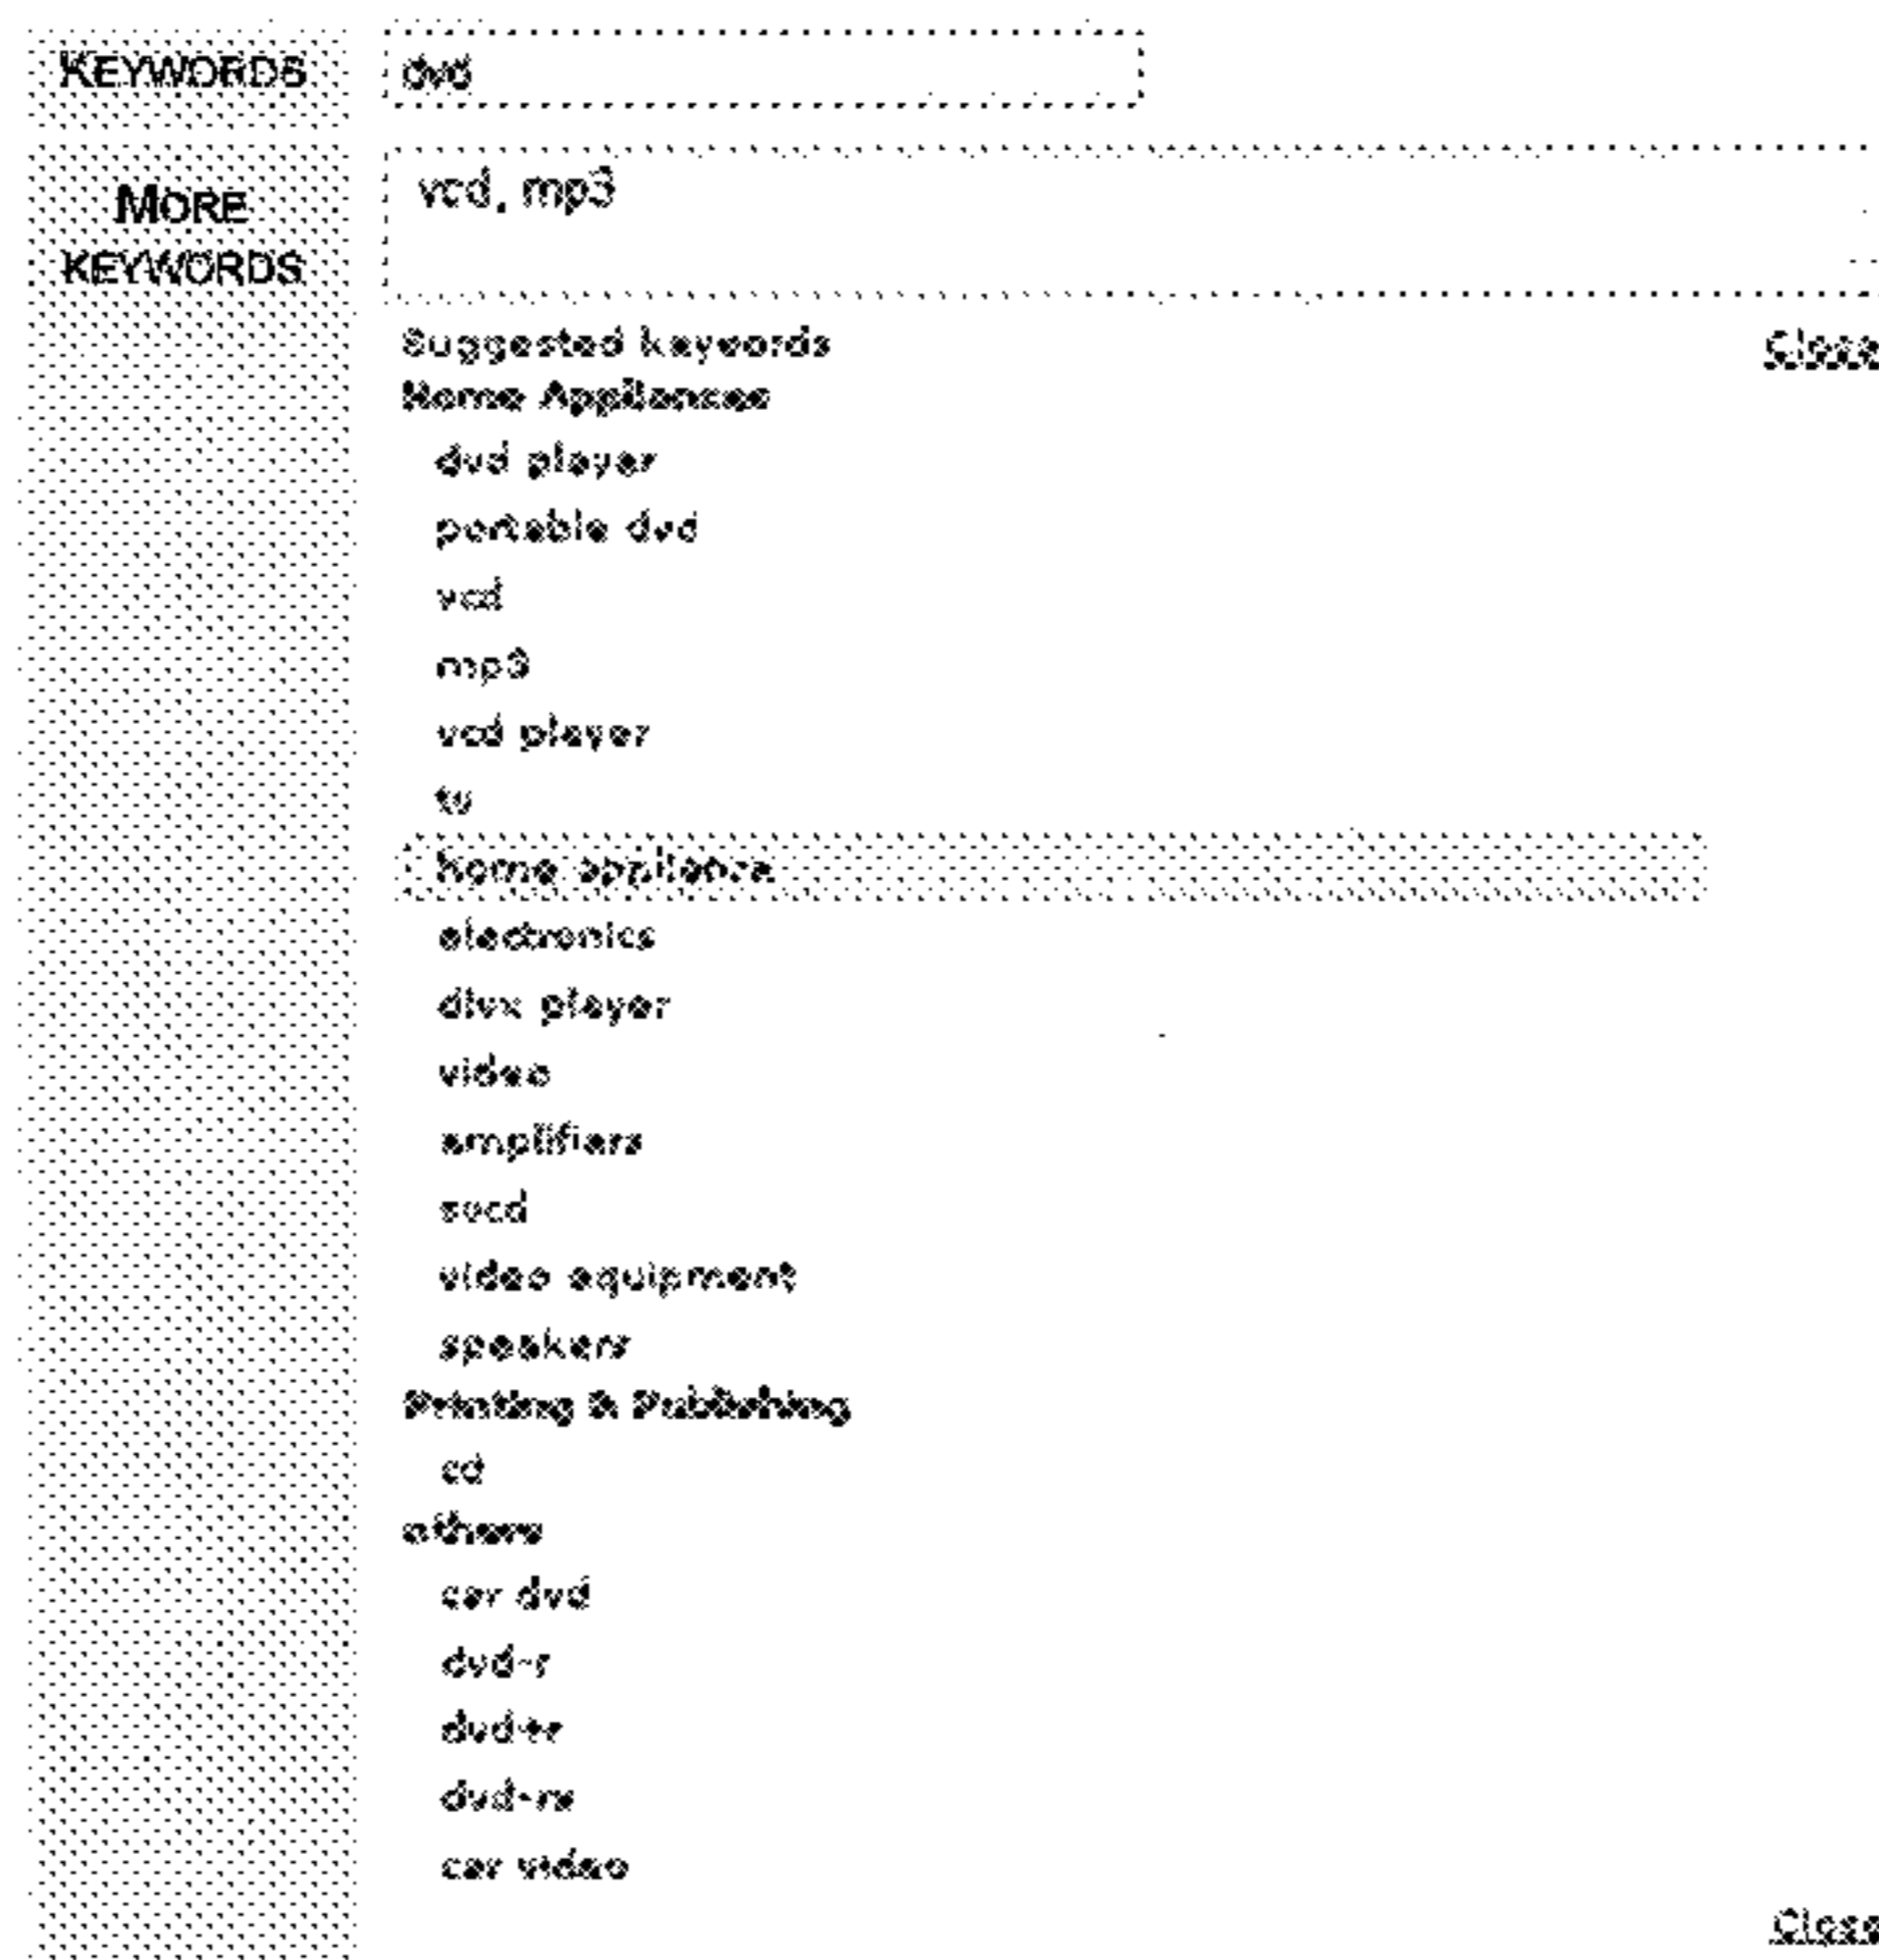 KEYWORDS
dvd
MORE
KEYWORDS
vcd, mp3
Suggested keywords
Close
Home Appliances
dvd player
portable dvd
vcd
mp3
vcd player
tv
home appliance
electronics
divx player
video
amplifiers
svcd
video equipment
speakers
Printing & Publishing
cd
others
car dvd
dvd-r
dvd+r
car video
Close